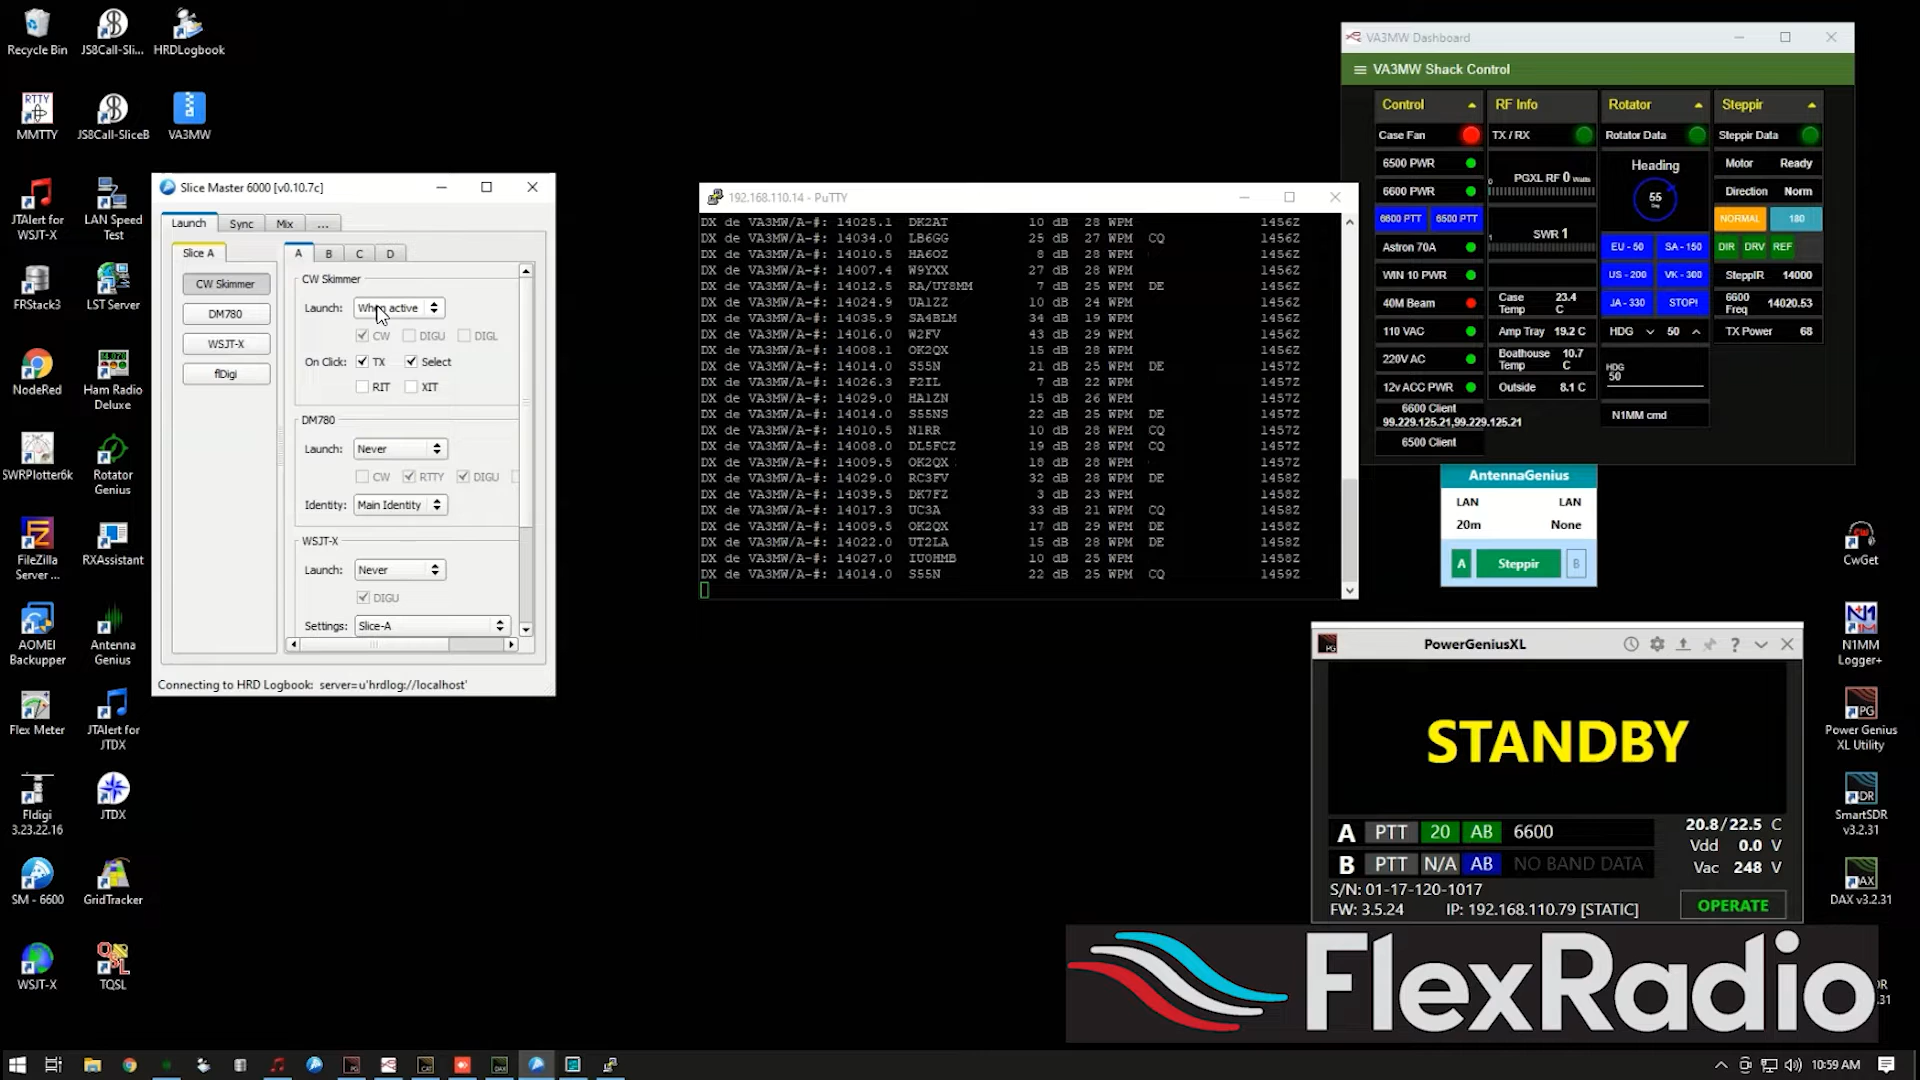 Recycle Bin
JS8Call-Sli...
HRDLogbook
MMTTY
JS8Call-SliceB
VA3MW
JTAlert for WSJT-X
LAN Speed Test
FRStack3
LST Server
NodeRed
Ham Radio Deluxe
SWRPlotter6k
Rotator Genius
FileZilla Server ...
RXAssistant
AOMEI Backupper
Antenna Genius
Flex Meter
JTAlert for JTDX
Fldigi 3.23.22.16
JTDX
SM - 6600
GridTracker
WSJT-X
TQSL
Slice Master 6000 [v0.10.7c]
Launch Sync Mix ...
Slice A
CW Skimmer
DM780
WSJT-X
flDigi
A B C D
CW Skimmer
Launch: When active
CW DIGU DIGL
On Click: TX Select
RIT XIT
DM780
Launch: Never
CW RTTY DIGU
Identity: Main Identity
WSJT-X
Launch: Never
DIGU
Settings: Slice-A
Connecting to HRD Logbook: server=u'hrdlog://localhost'
192.168.110.14 - PuTTY
DX de VA3MW/A-#: 14025.1 DK2AT 10 dB 28 WPM 1456Z
DX de VA3MW/A-#: 14034.0 LB6GG 25 dB 27 WPM CQ 1456Z
DX de VA3MW/A-#: 14010.5 HA6OZ 8 dB 28 WPM 1456Z
DX de VA3MW/A-#: 14007.4 W9YXX 27 dB 28 WPM 1456Z
DX de VA3MW/A-#: 14012.5 RA/UY8MM 7 dB 25 WPM DE 1456Z
DX de VA3MW/A-#: 14024.9 UA1ZZ 10 dB 24 WPM 1456Z
DX de VA3MW/A-#: 14035.9 SA4BLM 34 dB 19 WPM 1456Z
DX de VA3MW/A-#: 14016.0 W2FV 43 dB 29 WPM 1456Z
DX de VA3MW/A-#: 14008.1 OK2QX 15 dB 28 WPM 1456Z
DX de VA3MW/A-#: 14014.0 S55N 21 dB 25 WPM DE 1457Z
DX de VA3MW/A-#: 14026.3 F2IL 7 dB 22 WPM 1457Z
DX de VA3MW/A-#: 14029.0 HA1ZN 15 dB 26 WPM 1457Z
DX de VA3MW/A-#: 14014.0 S55NS 22 dB 25 WPM DE 1457Z
DX de VA3MW/A-#: 14010.5 N1RR 10 dB 28 WPM CQ 1457Z
DX de VA3MW/A-#: 14008.0 DL5FCZ 19 dB 28 WPM CQ 1457Z
DX de VA3MW/A-#: 14009.5 OK2QX 18 dB 28 WPM 1457Z
DX de VA3MW/A-#: 14029.0 RC3FV 32 dB 28 WPM DE 1458Z
DX de VA3MW/A-#: 14039.5 DK7FZ 3 dB 23 WPM 1458Z
DX de VA3MW/A-#: 14017.3 UC3A 33 dB 21 WPM CQ 1458Z
DX de VA3MW/A-#: 14009.5 OK2QX 17 dB 29 WPM DE 1458Z
DX de VA3MW/A-#: 14022.0 UT2LA 15 dB 28 WPM DE 1458Z
DX de VA3MW/A-#: 14027.0 IU0HMB 10 dB 25 WPM 1458Z
DX de VA3MW/A-#: 14014.0 S55N 22 dB 25 WPM CQ 1459Z
VA3MW Dashboard
VA3MW Shack Control
Control
Case Fan
6500 PWR
6600 PWR
6600 PTT 6500 PTT
Astron 70A
WIN 10 PWR
40M Beam
110 VAC
220V AC
12v ACC PWR
6600 Client
99.229.125.21,99.229.125.21
6500 Client
RF Info
TX / RX
PGXL RF 0 Watts
0
SWR 1
1
Case Temp 23.4 C
Amp Tray 19.2 C
Boathouse Temp 10.7 C
Outside 8.1 C
Rotator
Rotator Data
Heading
55
Deg
EU - 50 SA - 150
US - 200 VK - 300
JA - 330 STOP!
HDG 50
HDG
50
N1MM cmd
Steppir
Steppir Data
Motor Ready
Direction Norm
NORMAL 180
DIR DRV REF
SteppIR 14000
6600 Freq 14020.53
TX Power 68
AntennaGenius
LAN LAN
20m None
A Steppir B
CwGet
N1MM Logger+
Power Genius XL Utility
SmartSDR v3.2.31
DAX v3.2.31
PowerGeniusXL
STANDBY
A PTT 20 AB 6600
B PTT N/A AB NO BAND DATA
20.8/22.5 C
Vdd 0.0 V
Vac 248 V
S/N: 01-17-120-1017
FW: 3.5.24 IP: 192.168.110.79 [STATIC]
OPERATE
FlexRadio
10:59 AM